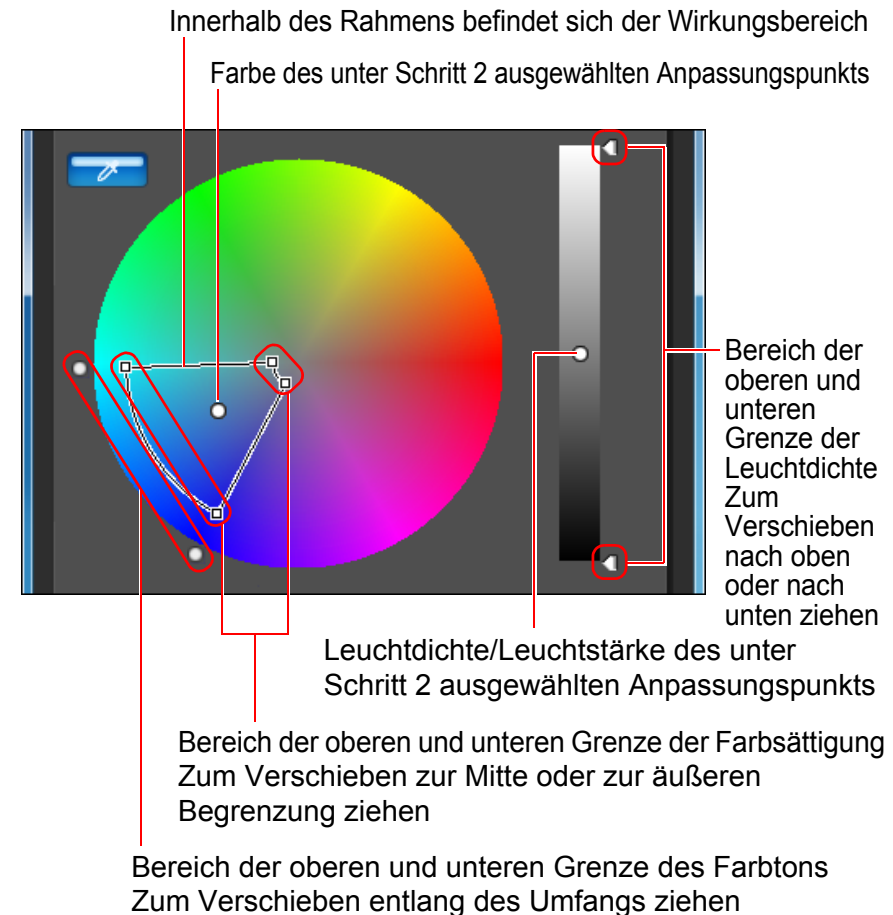 Innerhalb des Rahmens befindet sich der Wirkungsbereich
Farbe des unter Schritt 2 ausgewählten Anpassungspunkts
Bereich der
oberen und
unteren
Grenze der
Leuchtdichte
Zum
Verschieben
nach oben
oder nach
unten ziehen
Leuchtdichte/Leuchtstärke des unter
Schritt 2 ausgewählten Anpassungspunkts
Bereich der oberen und unteren Grenze der Farbsättigung
Zum Verschieben zur Mitte oder zur äußeren
Begrenzung ziehen
Bereich der oberen und unteren Grenze des Farbtons
Zum Verschieben entlang des Umfangs ziehen